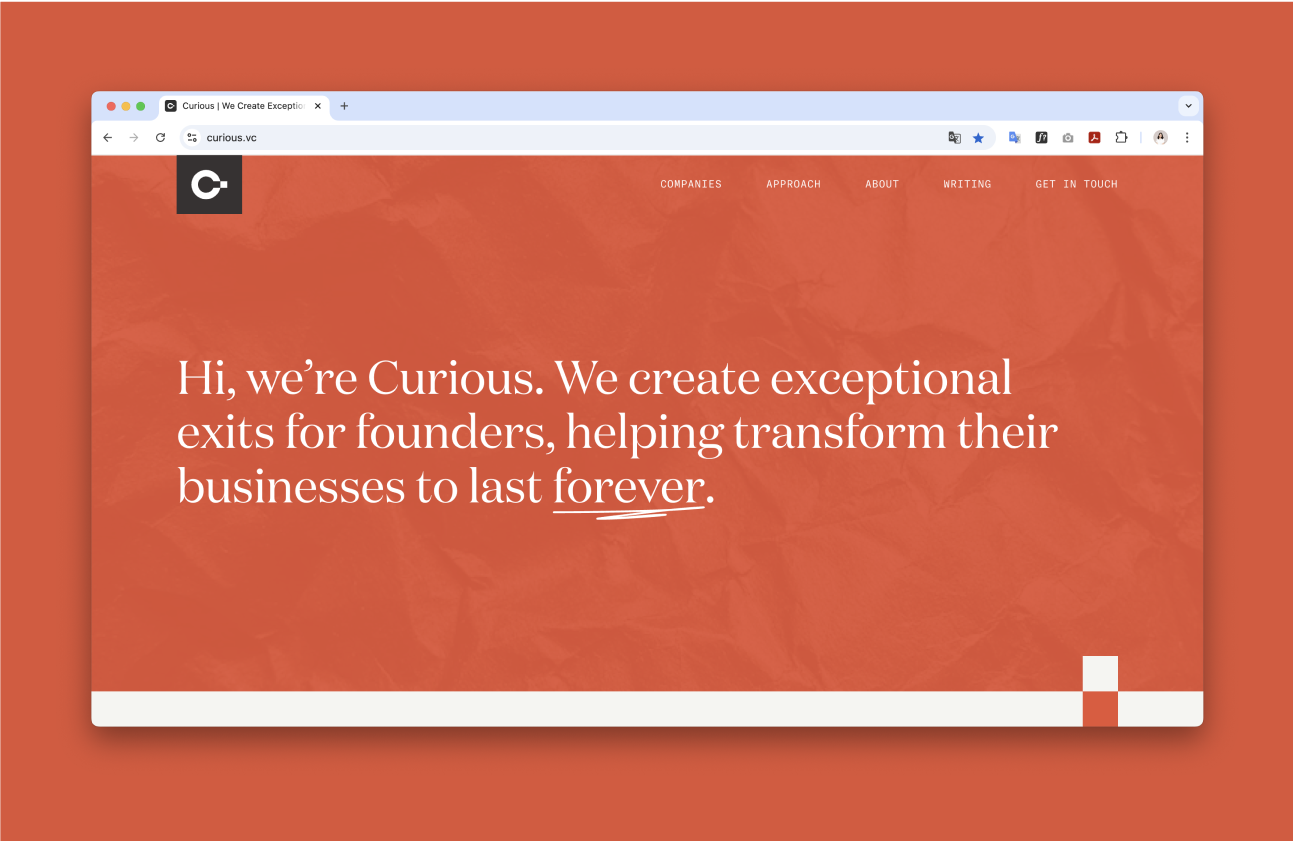 Curious | We Create Exceptio
curious.vc
f?
COMPANIES APPROACH ABOUT WRITING GET IN TOUCH
Hi, we’re Curious. We create exceptional
exits for founders, helping transform their
businesses to last forever.